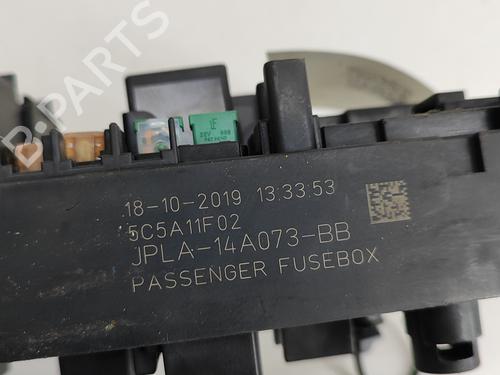 B-PARTS
18-10-2019 13:33:53
5C5A11F02
JPLA-14A073-BB
PASSENGER FUSEBOX